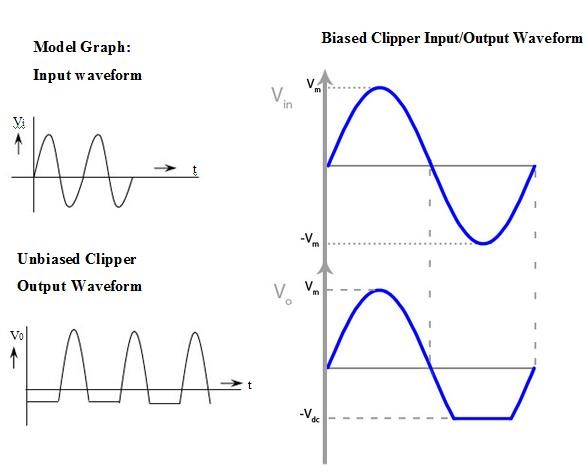 Model Graph:
Input waveform
Vi
t
Unbiased Clipper
Output Waveform
V0
t
Biased Clipper Input/Output Waveform
Vin
Vm
-Vm
Vo
Vm
-Vdc